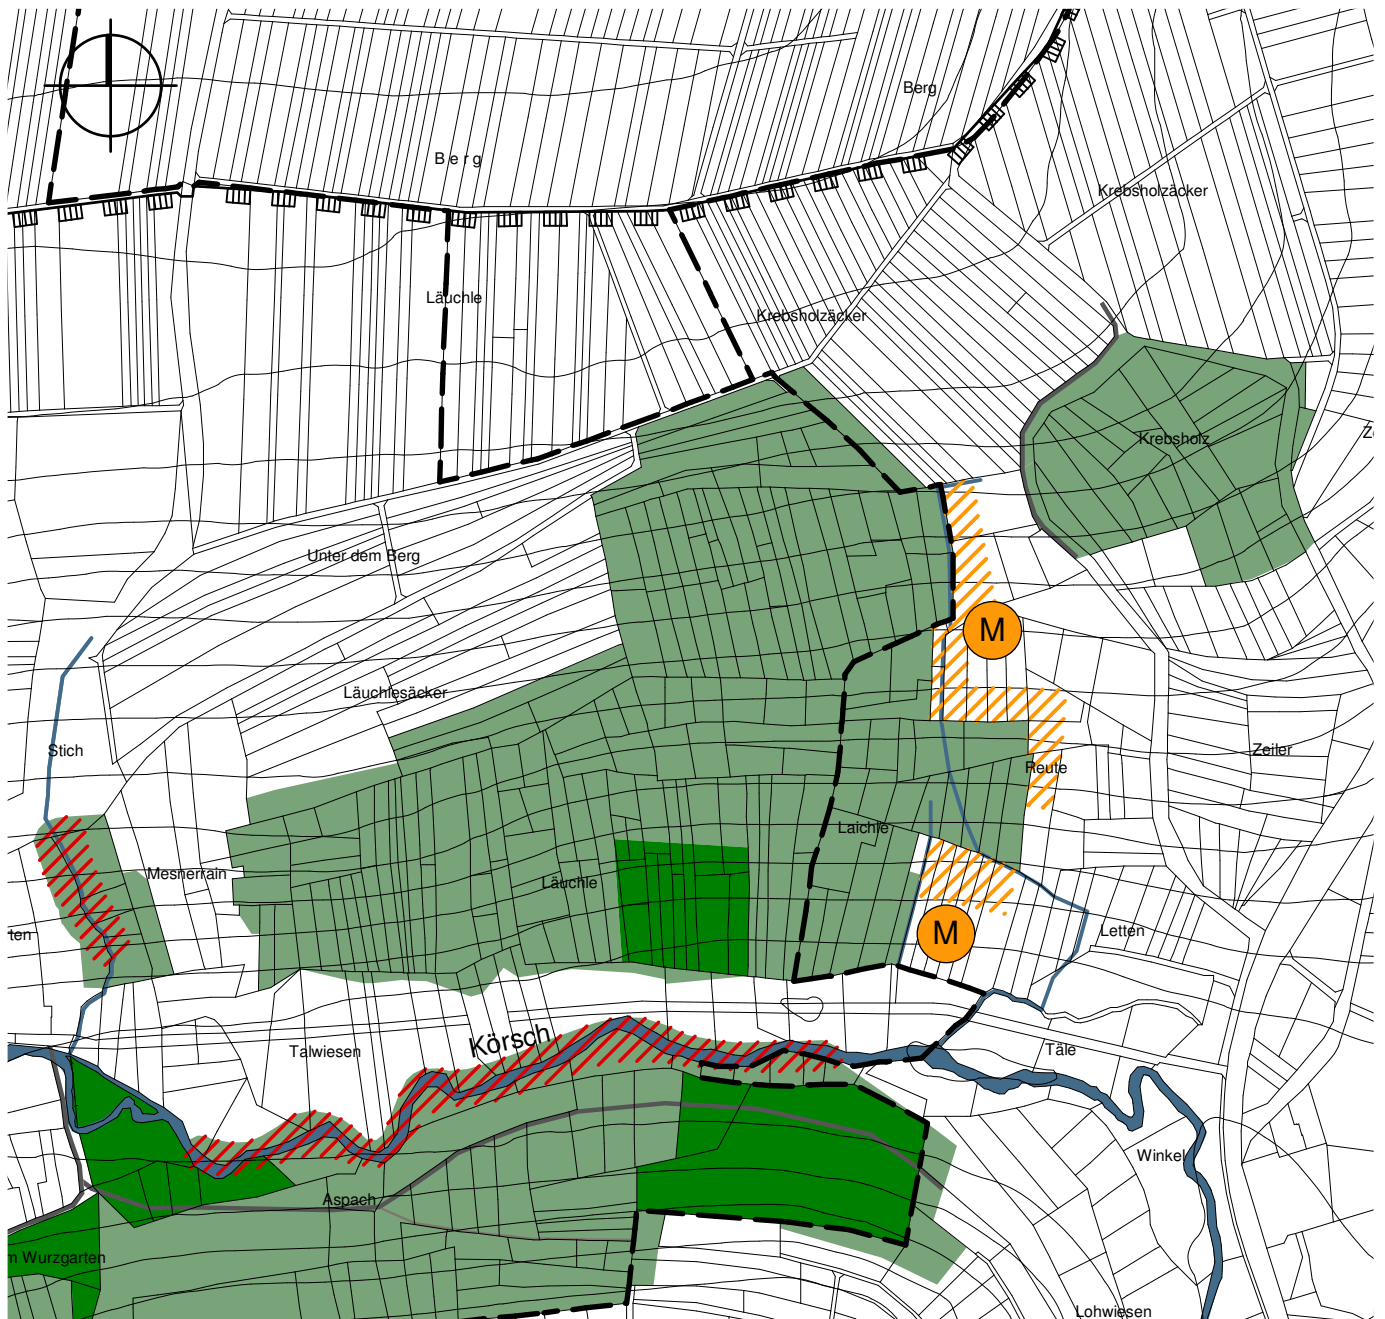 Berg
Berg
Krebsholzäcker
Läuchle
Krebsholzäcker
Krebsholz
Unter dem Berg
M
Läuchlesäcker
Stich
Zeiler
Reute
Laichle
Mesnerrain
Läuchle
ten
M
Letten
Körsch
Talwiesen
Täle
Winkel
Aspach
m Wurzgarten
Lohwiesen